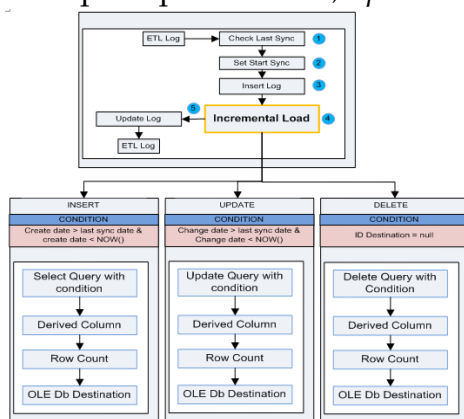 ETL Log
Check Last Sync
1
Set Start Sync
2
Insert Log
3
5
Update Log
Incremental Load
4
ETL Log
INSERT
CONDITION
Create date > last sync date &
create date < NOW()
Select Query with
condition
Derived Column
Row Count
OLE Db Destination
UPDATE
CONDITION
Change date > last sync date &
Change date < NOW()
Update Query with
condition
Derived Column
Row Count
OLE Db Destination
DELETE
CONDITION
ID Destination = null
Delete Query with
Condition
Derived Column
Row Count
OLE Db Destination